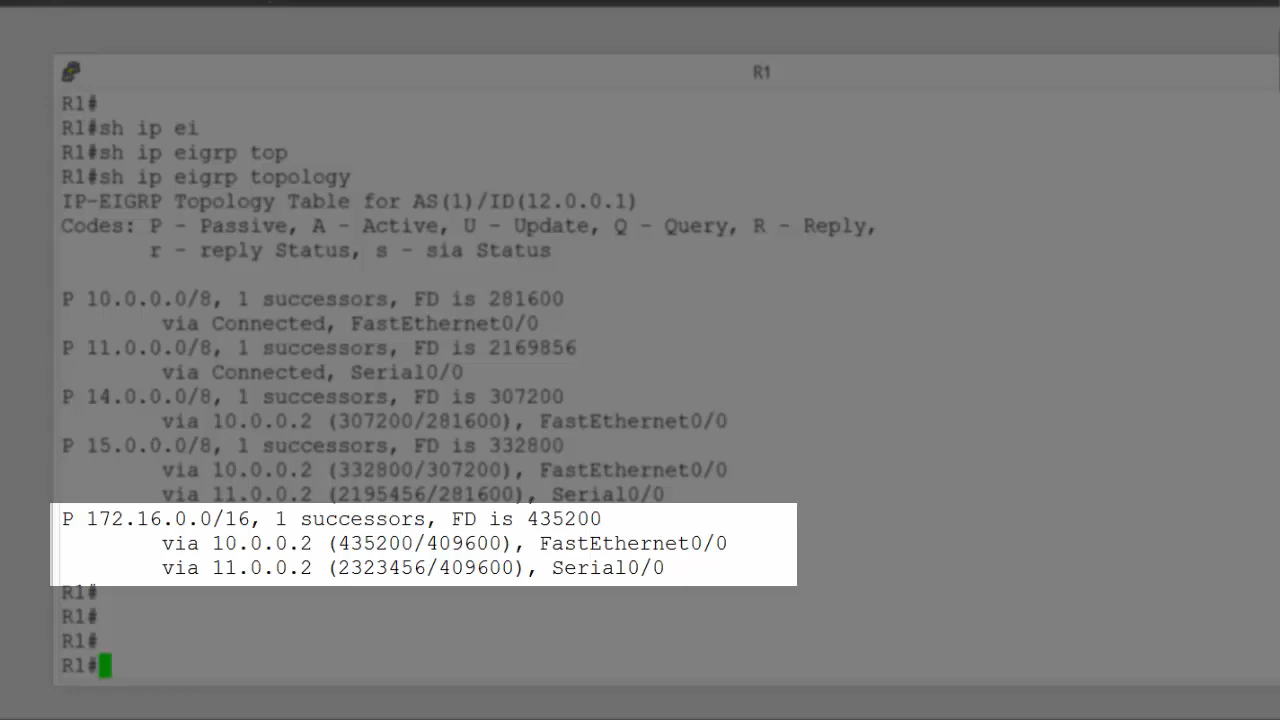 R1
R1#
R1#sh ip ei
R1#sh ip eigrp top
R1#sh ip eigrp topology
IP-EIGRP Topology Table for AS(1)/ID(12.0.0.1)
Codes: P - Passive, A - Active, U - Update, Q - Query, R - Reply,
r - reply Status, s - sia Status
P 10.0.0.0/8, 1 successors, FD is 281600
via Connected, FastEthernet0/0
P 11.0.0.0/8, 1 successors, FD is 2169856
via Connected, Serial0/0
P 14.0.0.0/8, 1 successors, FD is 307200
via 10.0.0.2 (307200/281600), FastEthernet0/0
P 15.0.0.0/8, 1 successors, FD is 332800
via 10.0.0.2 (332800/307200), FastEthernet0/0
via 11.0.0.2 (2195456/281600), Serial0/0
P 172.16.0.0/16, 1 successors, FD is 435200
via 10.0.0.2 (435200/409600), FastEthernet0/0
via 11.0.0.2 (2323456/409600), Serial0/0
R1#
R1#
R1#
R1#